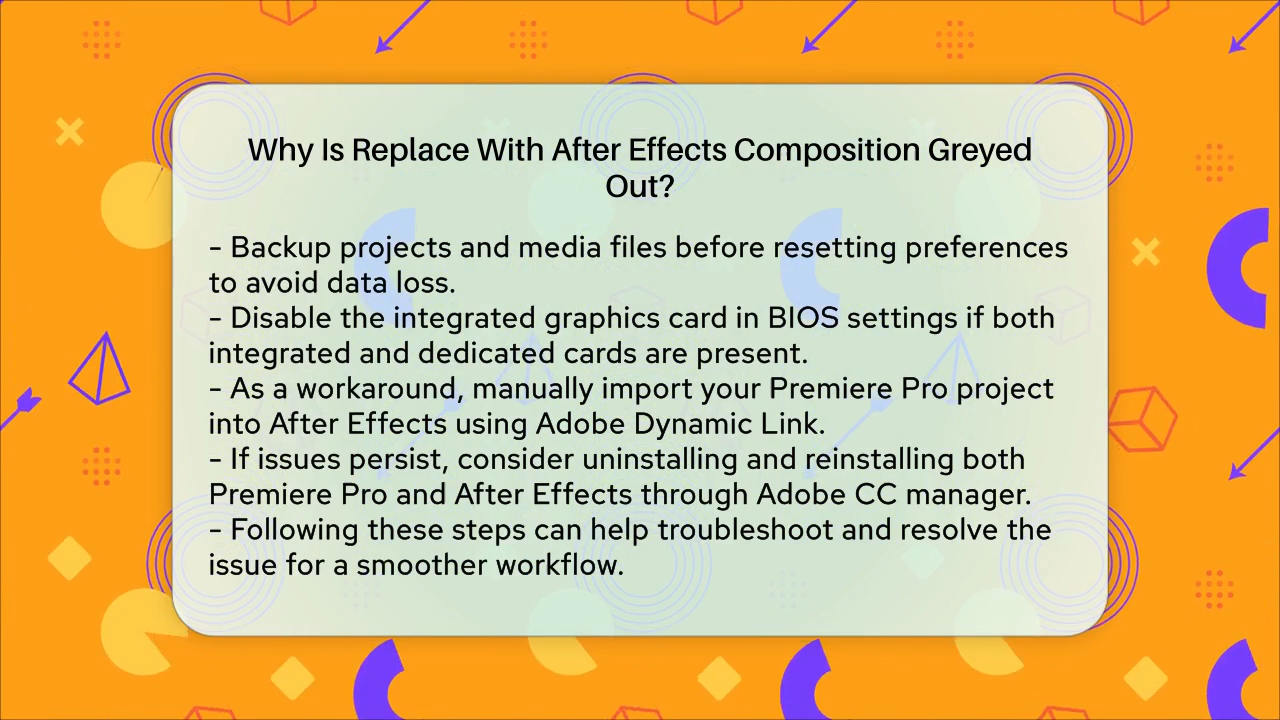 Why Is Replace With After Effects Composition Greyed
Out?
– Backup projects and media files before resetting preferences
to avoid data loss.
– Disable the integrated graphics card in BIOS settings if both
integrated and dedicated cards are present.
– As a workaround, manually import your Premiere Pro project
into After Effects using Adobe Dynamic Link.
– If issues persist, consider uninstalling and reinstalling both
Premiere Pro and After Effects through Adobe CC manager.
– Following these steps can help troubleshoot and resolve the
issue for a smoother workflow.